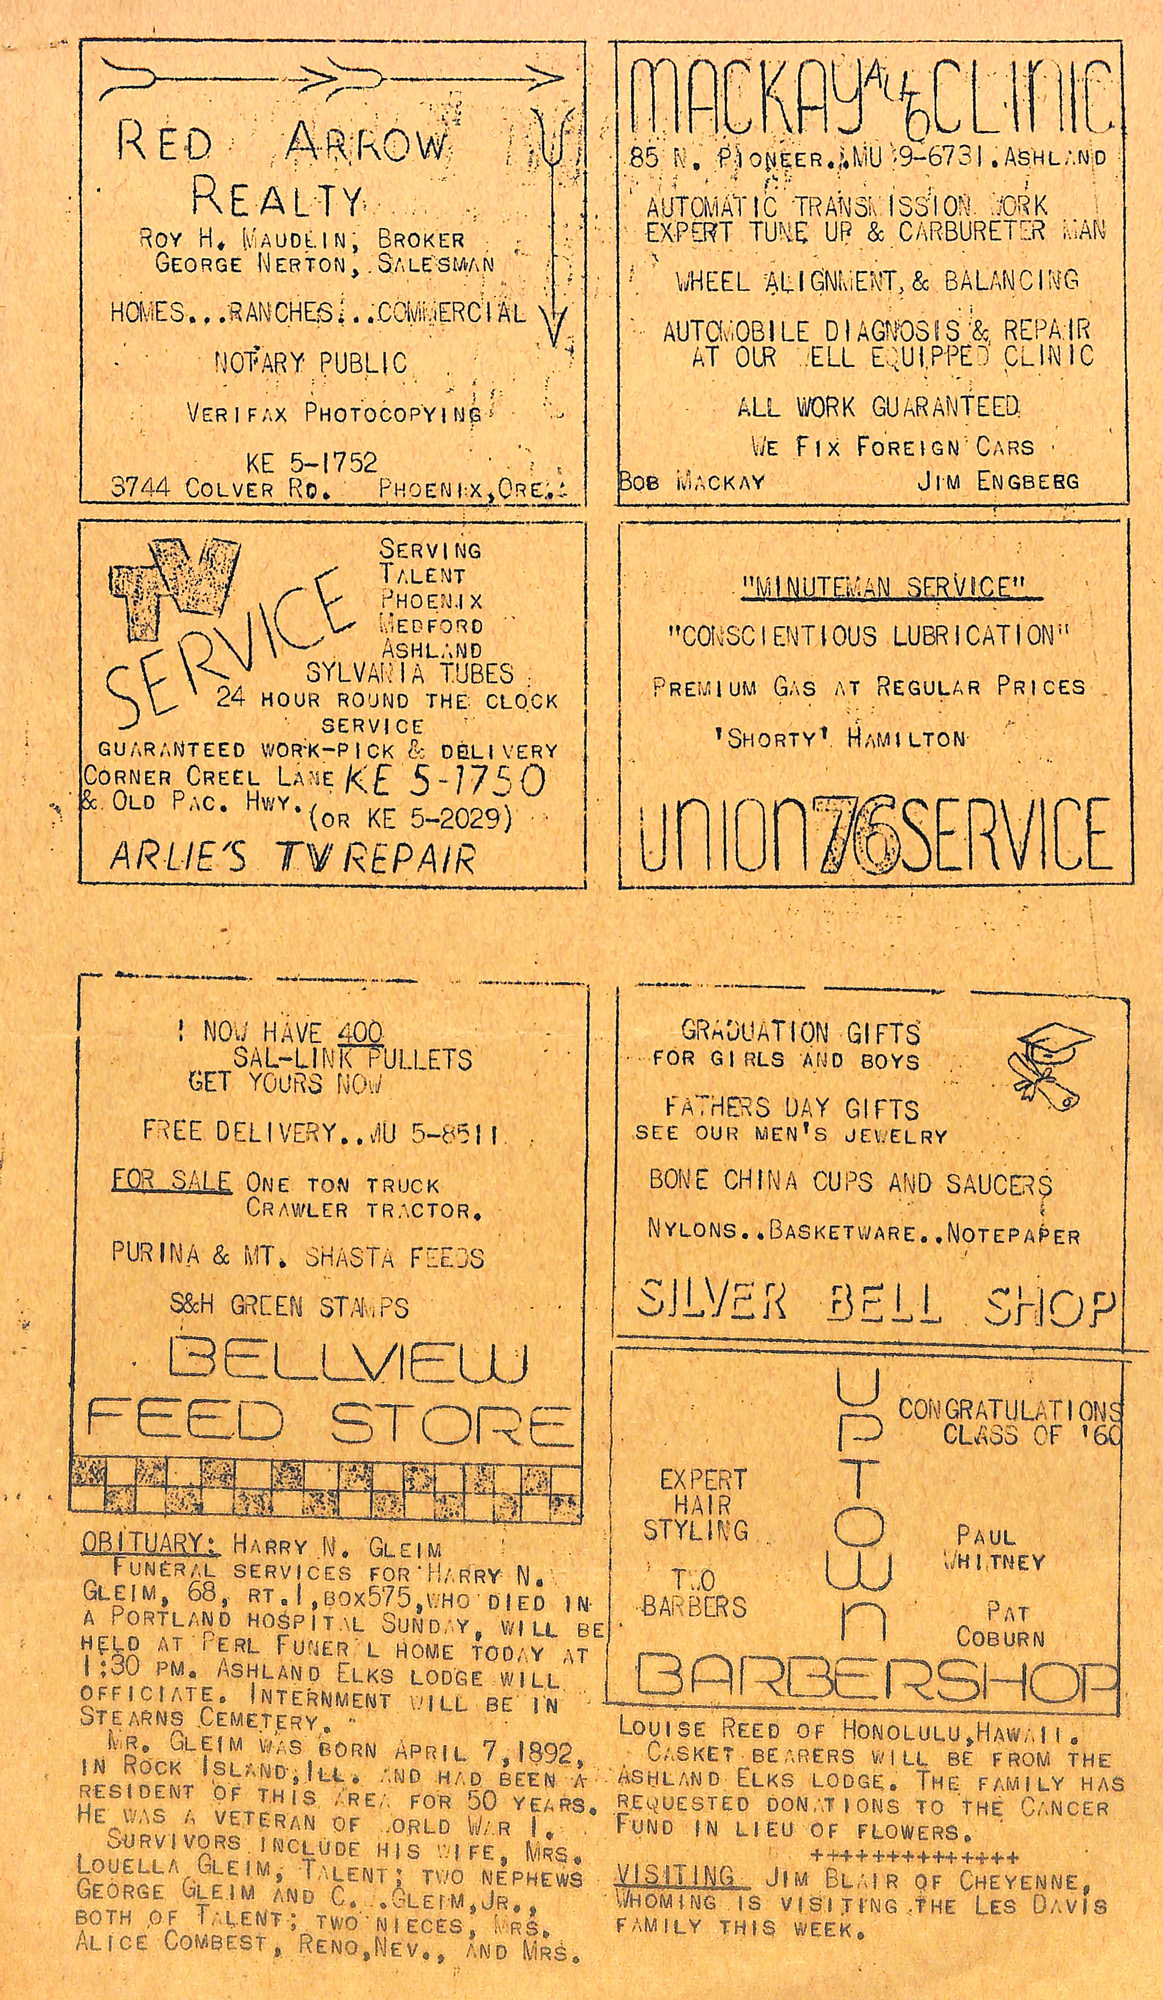 RED ARROW
REALTY
ROY H. MAUDLIN, BROKER
GEORGE NERTON, SALESMAN
HOMES...RANCHES...COMMERCIAL
NOTARY PUBLIC
VERIFAX PHOTOCOPYING
KE 5-1752
3744 COLVER RD. PHOENIX, ORE.
MACKAY AUTO CLINIC
85 N. PIONEER..MU 9-6731.ASHLAND
AUTOMATIC TRANSMISSION WORK
EXPERT TUNE UP & CARBURETER MAN
WHEEL ALIGNMENT, & BALANCING
AUTOMOBILE DIAGNOSIS & REPAIR
AT OUR WELL EQUIPPED CLINIC
ALL WORK GUARANTEED
WE FIX FOREIGN CARS
BOB MACKAY JIM ENGBERG
TV
SERVICE
SERVING
TALENT
PHOENIX
MEDFORD
ASHLAND
SYLVANIA TUBES
24 HOUR ROUND THE CLOCK
SERVICE
GUARANTEED WORK-PICK & DELIVERY
CORNER CREEL LANE KE 5-1750
& OLD PAC. HWY. (OR KE 5-2029)
ARLIE'S TV REPAIR
"MINUTEMAN SERVICE"
"CONSCIENTIOUS LUBRICATION"
PREMIUM GAS AT REGULAR PRICES
'SHORTY' HAMILTON
UNION 76 SERVICE
I NOW HAVE 400
SAL-LINK PULLETS
GET YOURS NOW
FREE DELIVERY..MU 5-8511
FOR SALE ONE TON TRUCK
CRAWLER TRACTOR.
PURINA & MT. SHASTA FEEDS
S&H GREEN STAMPS
BELLVIEW
FEED STORE
GRADUATION GIFTS
FOR GIRLS AND BOYS
FATHERS DAY GIFTS
SEE OUR MEN'S JEWELRY
BONE CHINA CUPS AND SAUCERS
NYLONS..BASKETWARE..NOTEPAPER
SILVER BELL SHOP
UPTOWN
CONGRATULATIONS
CLASS OF '60
EXPERT
HAIR
STYLING
TWO
BARBERS
PAUL
WHITNEY
PAT
COBURN
BARBERSHOP
OBITUARY: HARRY N. GLEIM
FUNERAL SERVICES FOR HARRY N.
GLEIM, 68, RT.1,BOX575,WHO DIED IN
A PORTLAND HOSPITAL SUNDAY, WILL BE
HELD AT PERL FUNERAL HOME TODAY AT
1:30 PM. ASHLAND ELKS LODGE WILL
OFFICIATE. INTERNMENT WILL BE IN
STEARNS CEMETERY.
MR. GLEIM WAS BORN APRIL 7,1892,
IN ROCK ISLAND,ILL. AND HAD BEEN A
RESIDENT OF THIS AREA FOR 50 YEARS.
HE WAS A VETERAN OF WORLD WAR I.
SURVIVORS INCLUDE HIS WIFE, MRS.
LOUELLA GLEIM, TALENT; TWO NEPHEWS
GEORGE GLEIM AND C. .GLEIM,JR.,
BOTH OF TALENT; TWO NIECES, MRS.
ALICE COMBEST, RENO,NEV., AND MRS.
LOUISE REED OF HONOLULU,HAWAII.
CASKET BEARERS WILL BE FROM THE
ASHLAND ELKS LODGE. THE FAMILY HAS
REQUESTED DONATIONS TO THE CANCER
FUND IN LIEU OF FLOWERS.
++++++++++++++
VISITING JIM BLAIR OF CHEYENNE,
WHOMING IS VISITING THE LES DAVIS
FAMILY THIS WEEK.